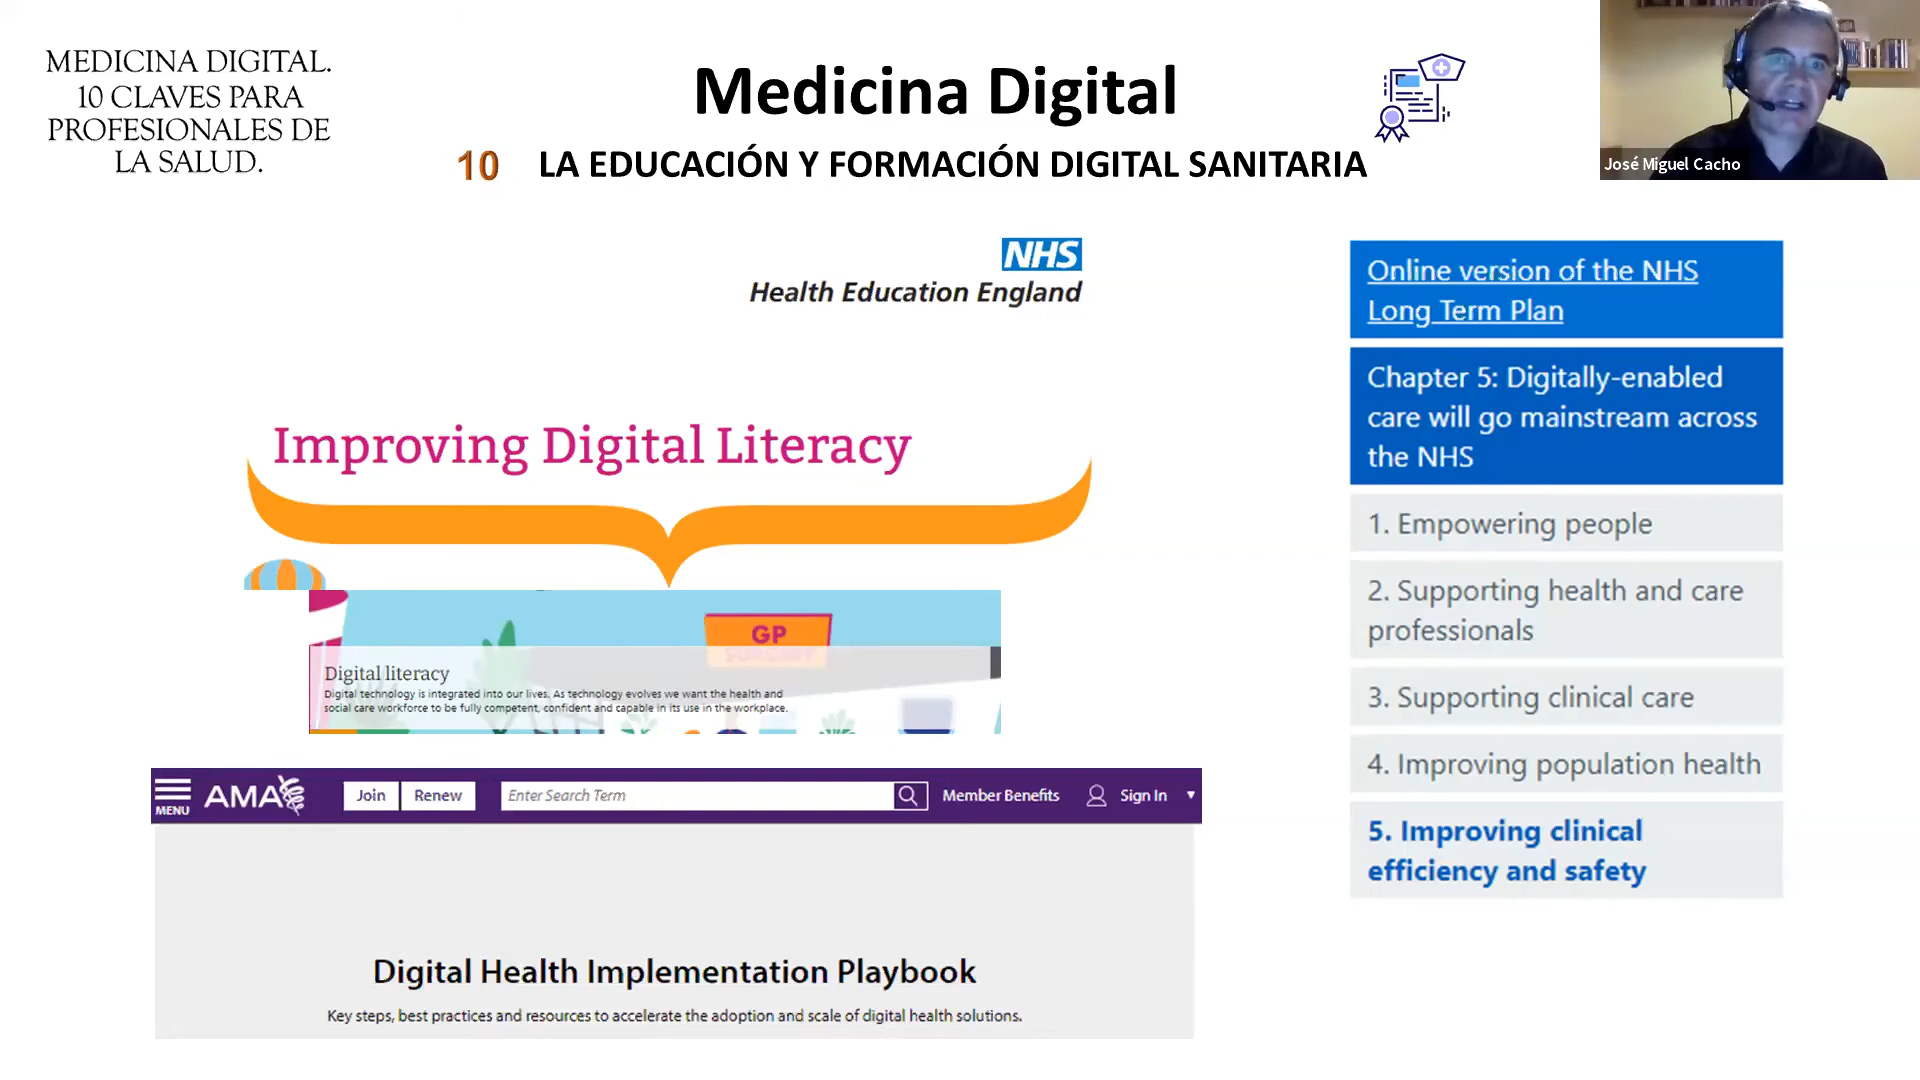 MEDICINA DIGITAL.
10 CLAVES PARA
PROFESIONALES DE
LA SALUD.
Medicina Digital
10 LA EDUCACIÓN Y FORMACIÓN DIGITAL SANITARIA
José Miguel Cacho
NHS
Health Education England
Improving Digital Literacy
GP
SURGERY
Digital literacy
Digital technology is integrated into our lives. As technology evolves we want the health and
social care workforce to be fully competent, confident and capable in its use in the workplace.
MENU
AMA
Join
Renew
Enter Search Term
Member Benefits
Sign In
Digital Health Implementation Playbook
Key steps, best practices and resources to accelerate the adoption and scale of digital health solutions.
Online version of the NHS
Long Term Plan
Chapter 5: Digitally-enabled
care will go mainstream across
the NHS
1. Empowering people
2. Supporting health and care
professionals
3. Supporting clinical care
4. Improving population health
5. Improving clinical
efficiency and safety